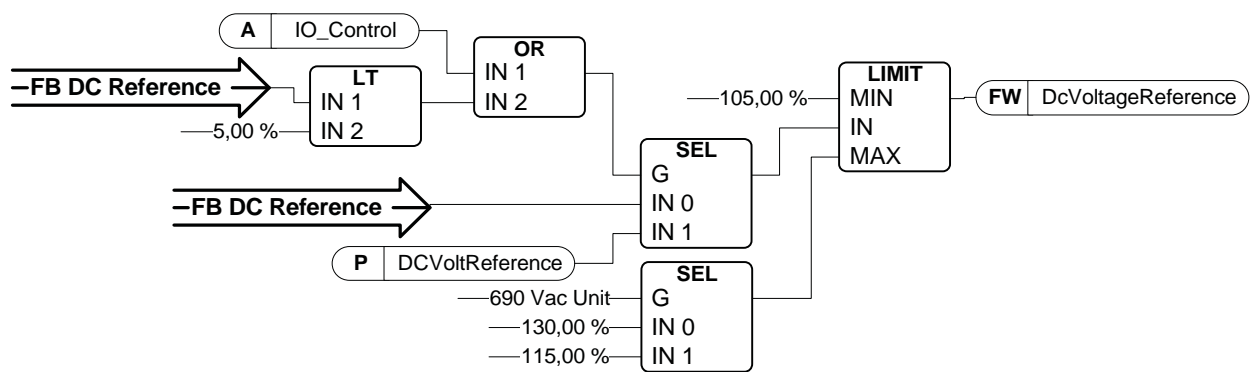 A IO_Control
OR
IN 1
IN 2
FB DC Reference
LT
IN 1
IN 2
5,00 %
LIMIT
MIN
IN
MAX
105,00 %
FW DcVoltageReference
SEL
G
IN 0
IN 1
FB DC Reference
P DCVoltReference
SEL
G
IN 0
IN 1
690 Vac Unit
130,00 %
115,00 %